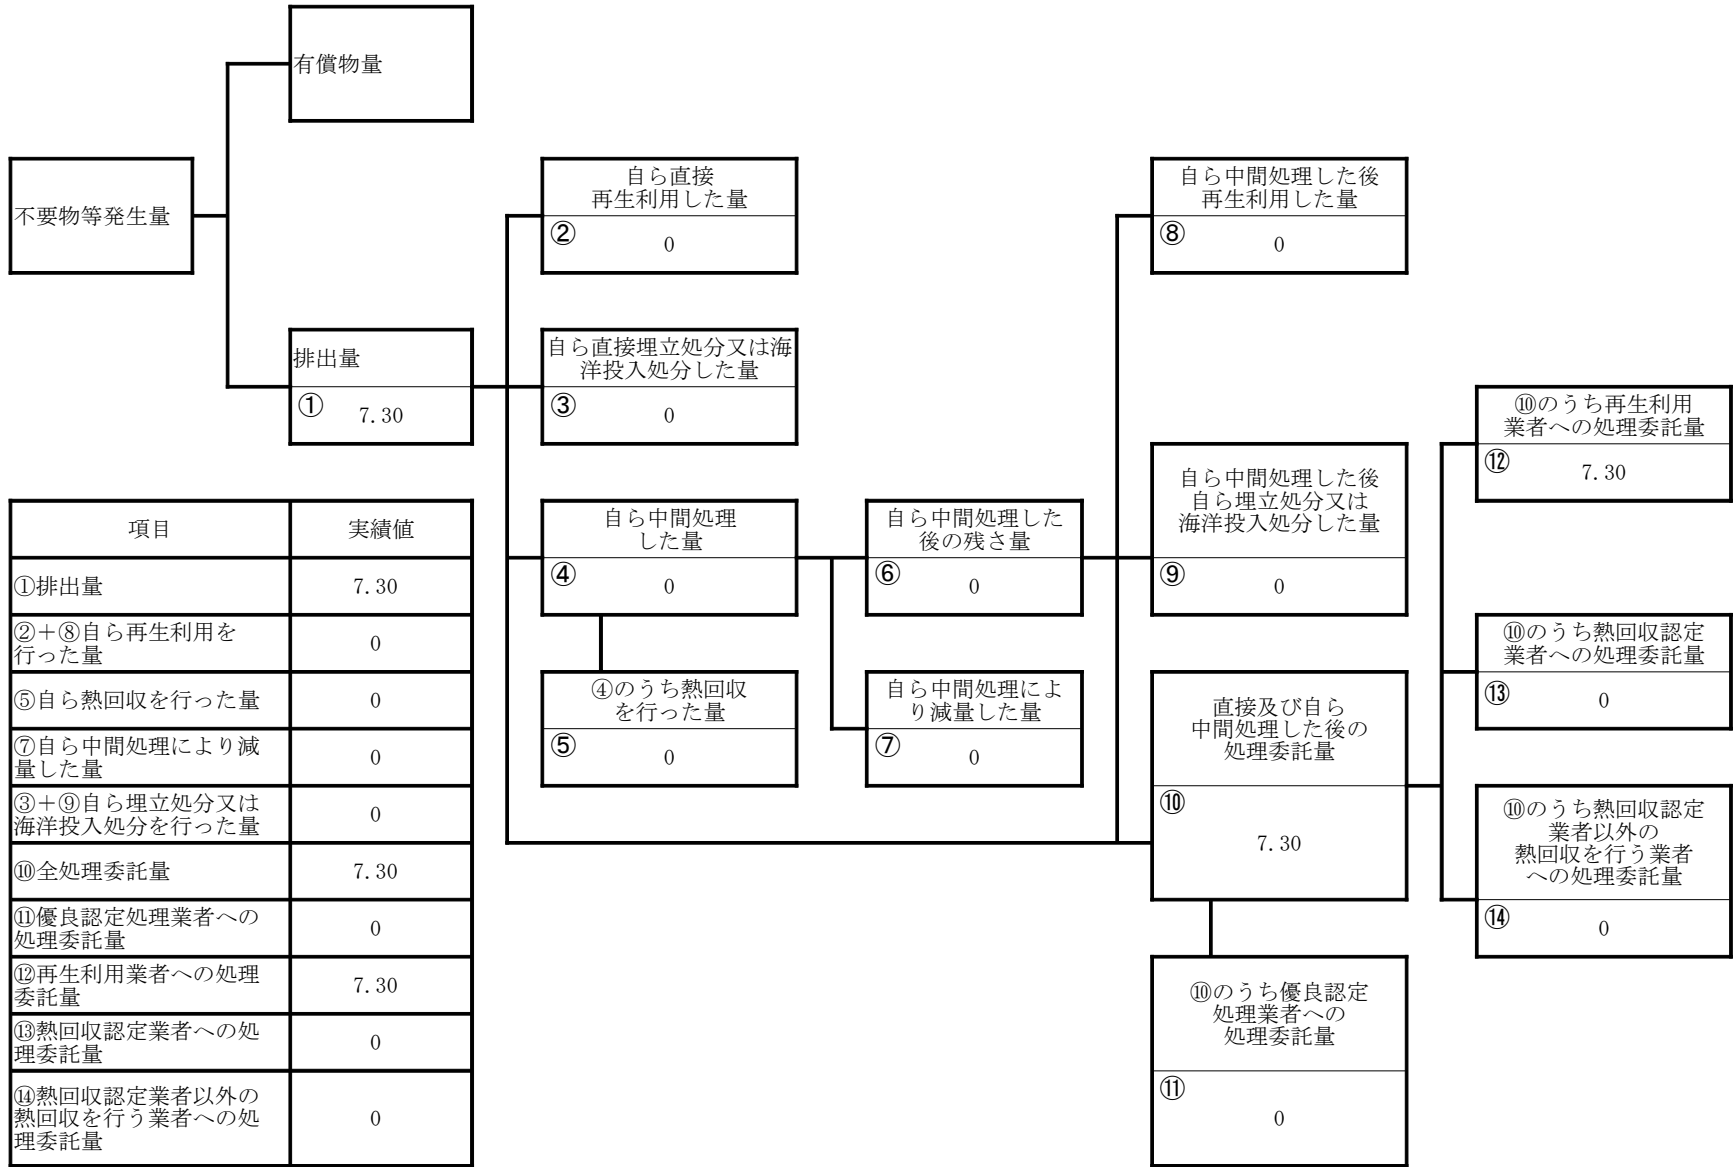 有償物量
不要物等発生量
自ら直接
再生利用した量
②
0
自ら中間処理した後
再生利用した量
⑧
0
排出量
①
7.30
自ら直接埋立処分又は海
洋投入処分した量
③
0
⑩のうち再生利用
業者への処理委託量
⑫
7.30
自ら中間処理
した量
④
0
自ら中間処理した
後の残さ量
⑥
0
自ら中間処理した後
自ら埋立処分又は
海洋投入処分した量
⑨
0
⑩のうち熱回収認定
業者への処理委託量
⑬
0
④のうち熱回収
を行った量
⑤
0
自ら中間処理によ
り減量した量
⑦
0
直接及び自ら
中間処理した後の
処理委託量
⑩
7.30
⑩のうち熱回収認定
業者以外の
熱回収を行う業者
への処理委託量
⑭
0
⑩のうち優良認定
処理業者への
処理委託量
⑪
0
項目 実績値
①排出量 7.30
②+⑧自ら再生利用を
行った量 0
⑤自ら熱回収を行った量 0
⑦自ら中間処理により減
量した量 0
③+⑨自ら埋立処分又は
海洋投入処分を行った量 0
⑩全処理委託量 7.30
⑪優良認定処理業者への
処理委託量 0
⑫再生利用業者への処理
委託量 7.30
⑬熱回収認定業者への処
理委託量 0
⑭熱回収認定業者以外の
熱回収を行う業者への処
理委託量 0